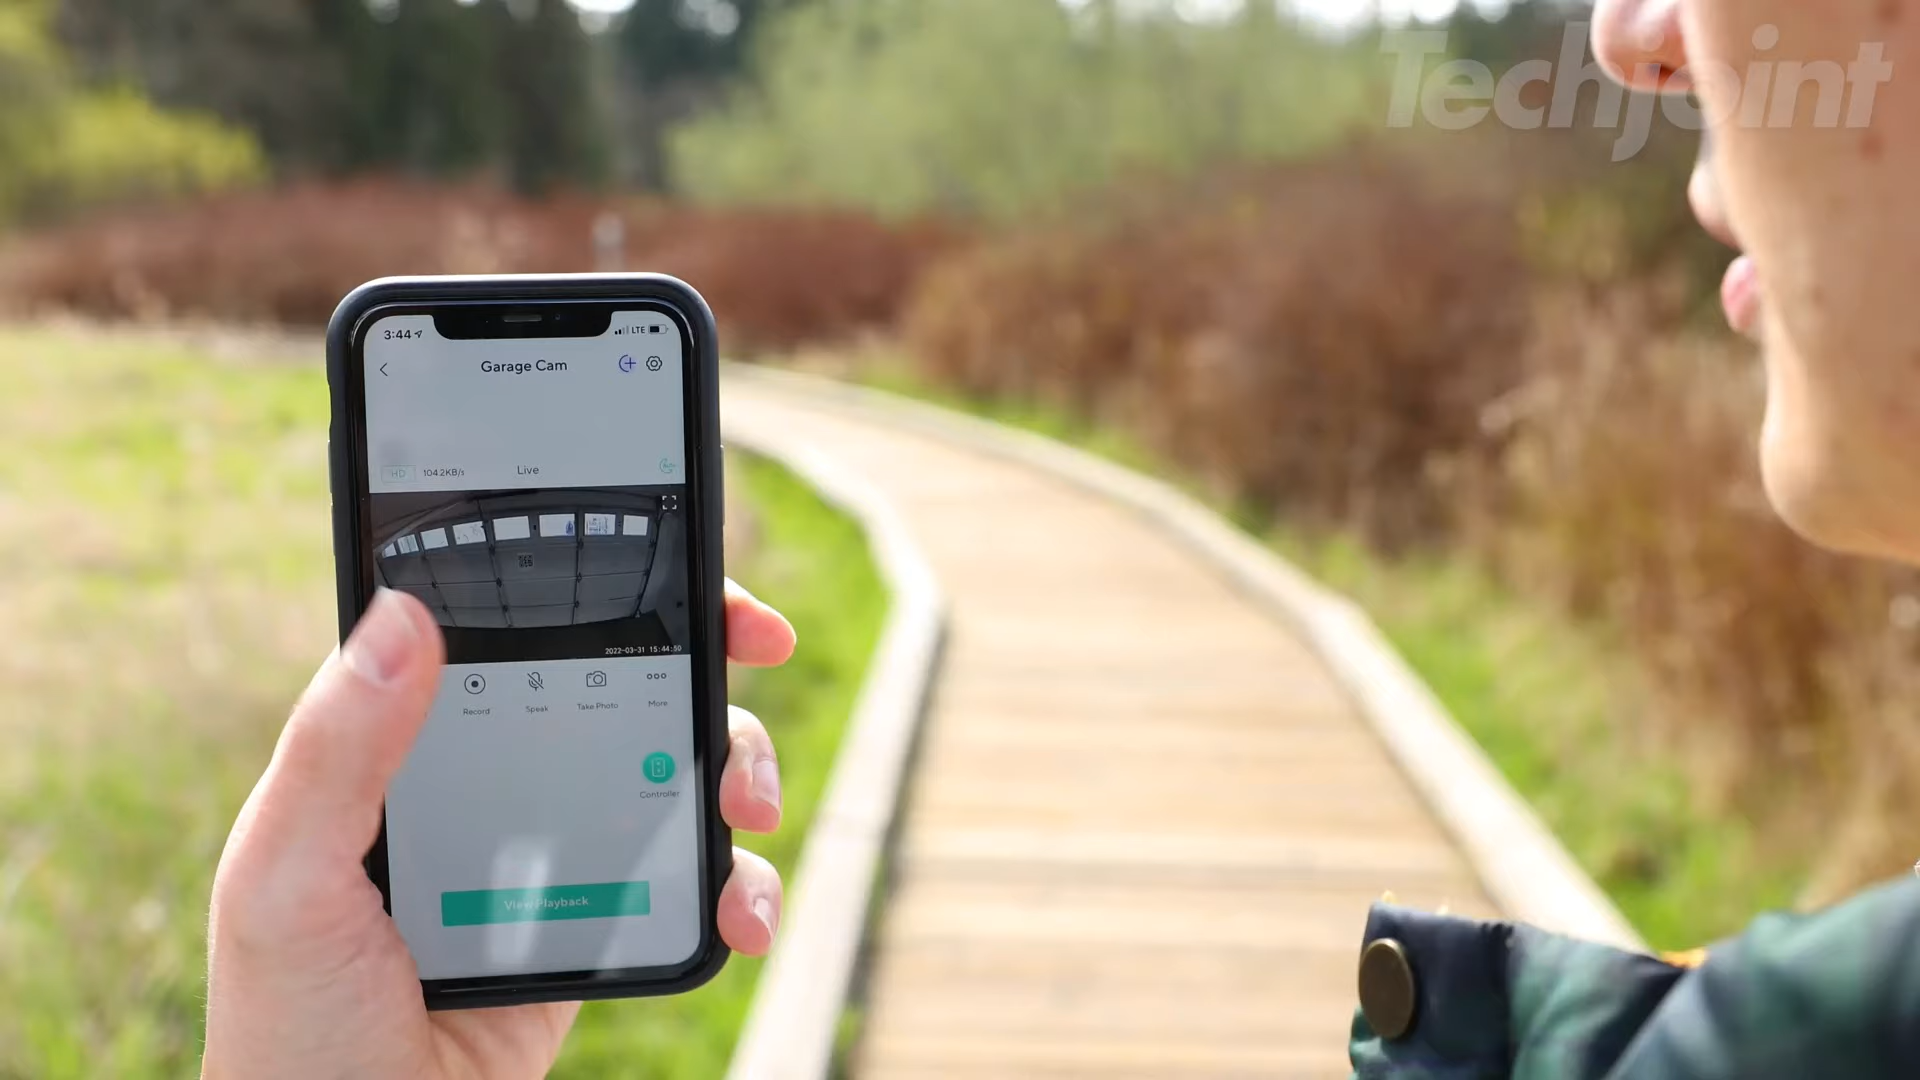 Techjoint
3:44
LTE
Garage Cam
HD 104.2KB/s Live
Auto
2022-03-31 15:44:50
Record Speak Take Photo More
Controller
View Playback